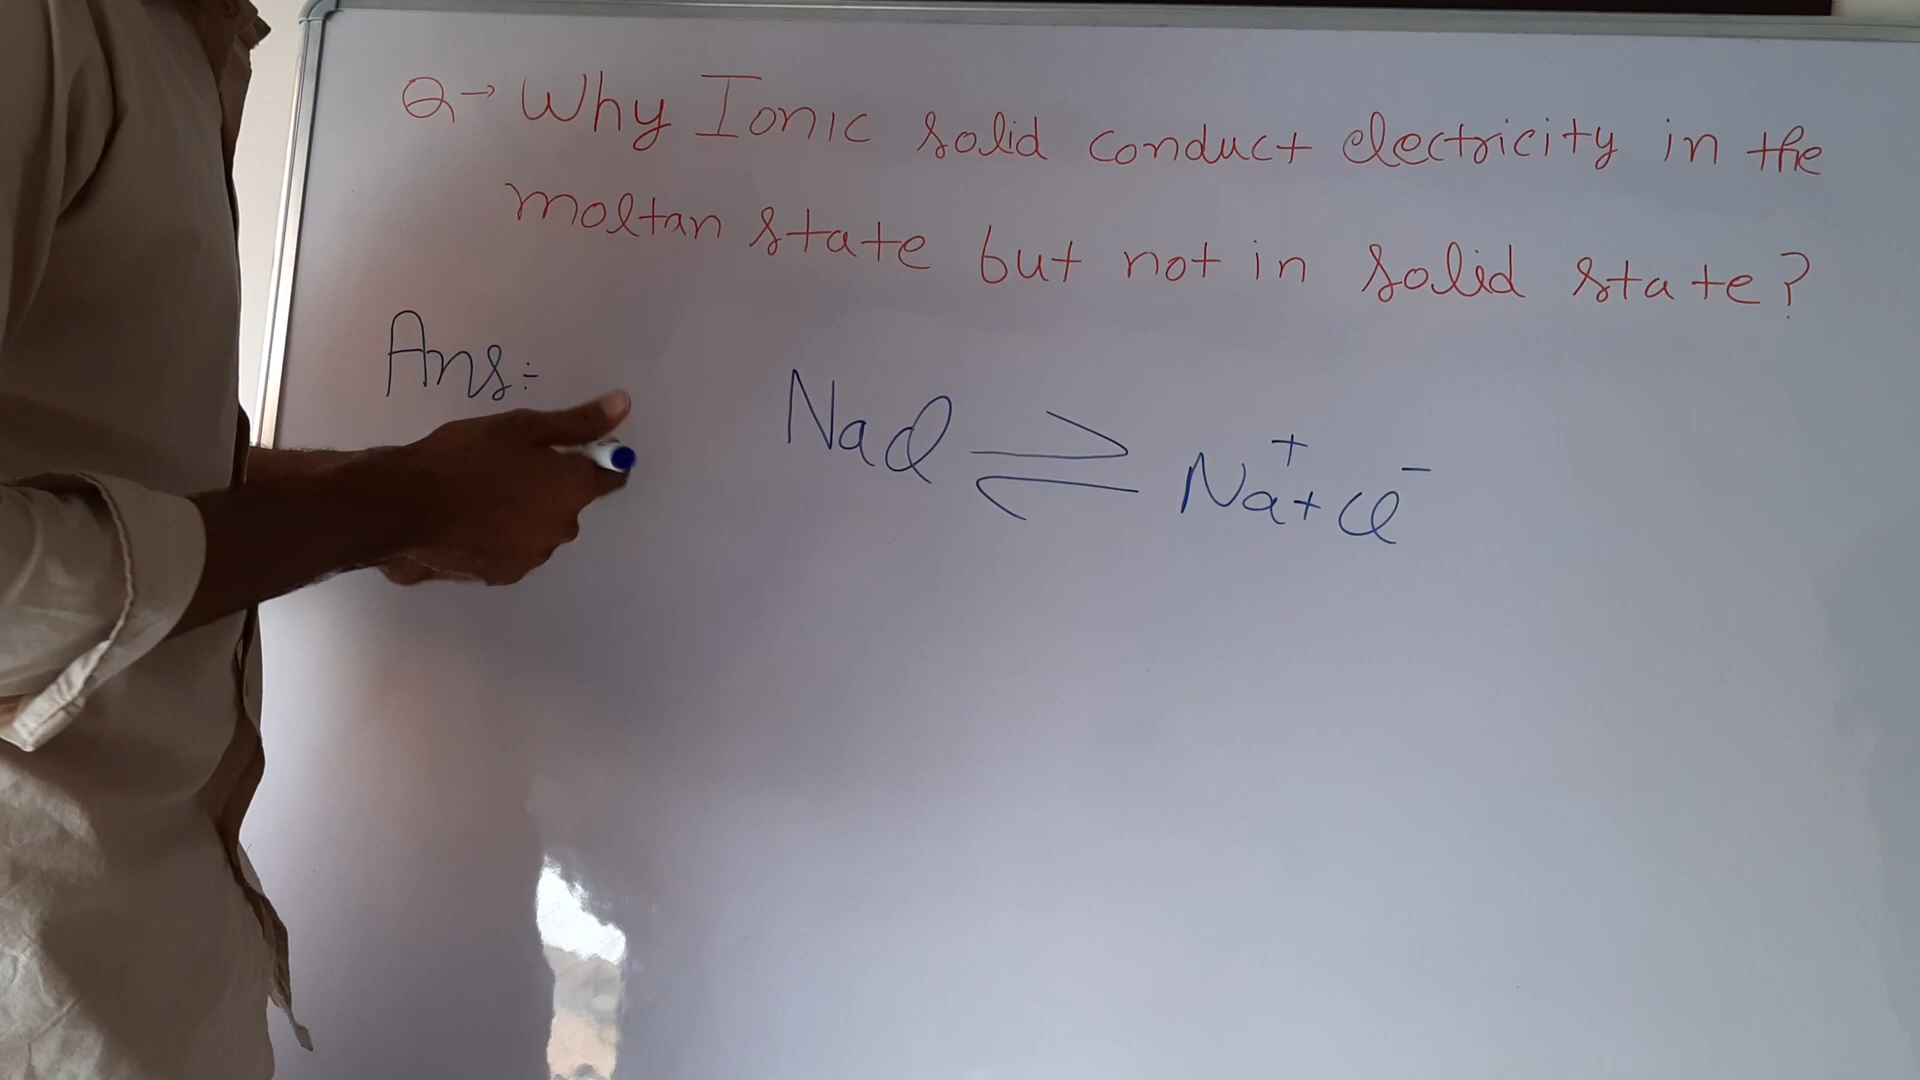 Q→ Why Ionic solid conduct electricity in the
moltan state but not in solid state?
Ans÷
NaCl ⇌ Na⁺ + Cl⁻